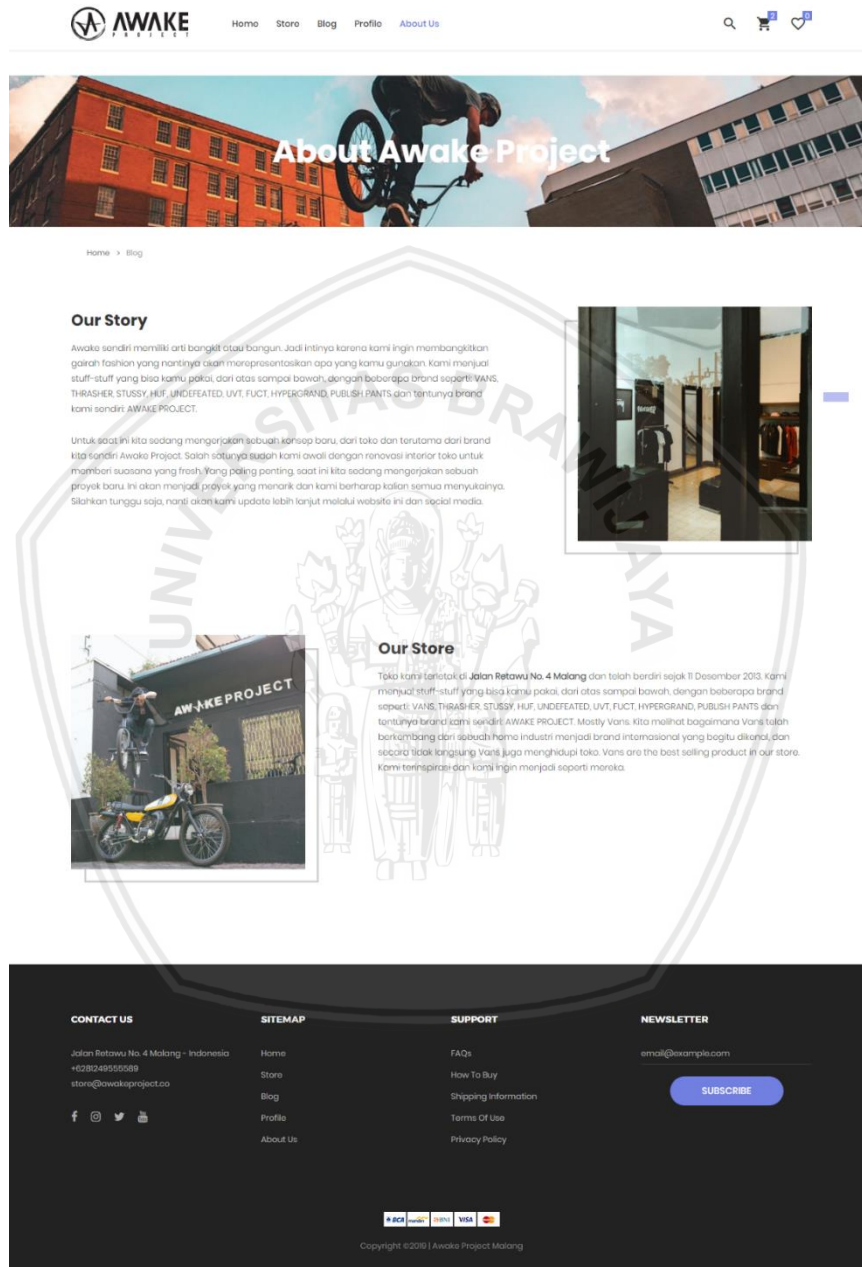 AWAKE
PROJECT
Home Store Blog Profile About Us
2 0
About Awake Project
Home > Blog
Our Story
Awake sendiri memiliki arti bangkit atau bangun. Jadi intinya karena kami ingin membangkitkan
gairah fashion yang nantinya akan merepresentasikan apa yang kamu gunakan. Kami menjual
stuff-stuff yang bisa kamu pakai, dari atas sampai bawah, dengan beberapa brand seperti: VANS,
THRASHER, STUSSY, HUF, UNDEFEATED, UVT, FUCT, HYPERGRAND, PUBLISH PANTS dan tentunya brand
kami sendiri: AWAKE PROJECT.
Untuk saat ini kita sedang mengerjakan sebuah konsep baru, dari toko dan terutama dari brand
kita sendiri Awake Project. Salah satunya sudah kami awali dengan renovasi interior toko untuk
memberi suasana yang fresh. Yang paling penting, saat ini kita sedang mengerjakan sebuah
proyek baru. Ini akan menjadi proyek yang menarik dan kami berharap kalian semua menyukainya.
Silahkan tunggu saja, nanti akan kami update lebih lanjut melalui website ini dan social media.
UNIVERSITAS BRAWIJAYA
AWAKE PROJECT
Our Store
Toko kami terletak di Jalan Retawu No. 4 Malang dan telah berdiri sejak 11 Desember 2013. Kami
menjual stuff-stuff yang bisa kamu pakai, dari atas sampai bawah, dengan beberapa brand
seperti: VANS, THRASHER, STUSSY, HUF, UNDEFEATED, UVT, FUCT, HYPERGRAND, PUBLISH PANTS dan
tentunya brand kami sendiri: AWAKE PROJECT. Mostly Vans. Kita melihat bagaimana Vans telah
berkembang dari sebuah home industri menjadi brand internasional yang begitu dikenal, dan
secara tidak langsung Vans juga menghidupi toko. Vans are the best selling product in our store.
Kami terinspirasi dan kami ingin menjadi seperti mereka.
CONTACT US
Jalan Retawu No. 4 Malang - Indonesia
+6281249555589
store@awakeproject.co
SITEMAP
Home
Store
Blog
Profile
About Us
SUPPORT
FAQs
How To Buy
Shipping Information
Terms Of Use
Privacy Policy
NEWSLETTER
email@example.com
SUBSCRIBE
BCA mandiri BNI VISA
Copyright ©2019 | Awake Project Malang